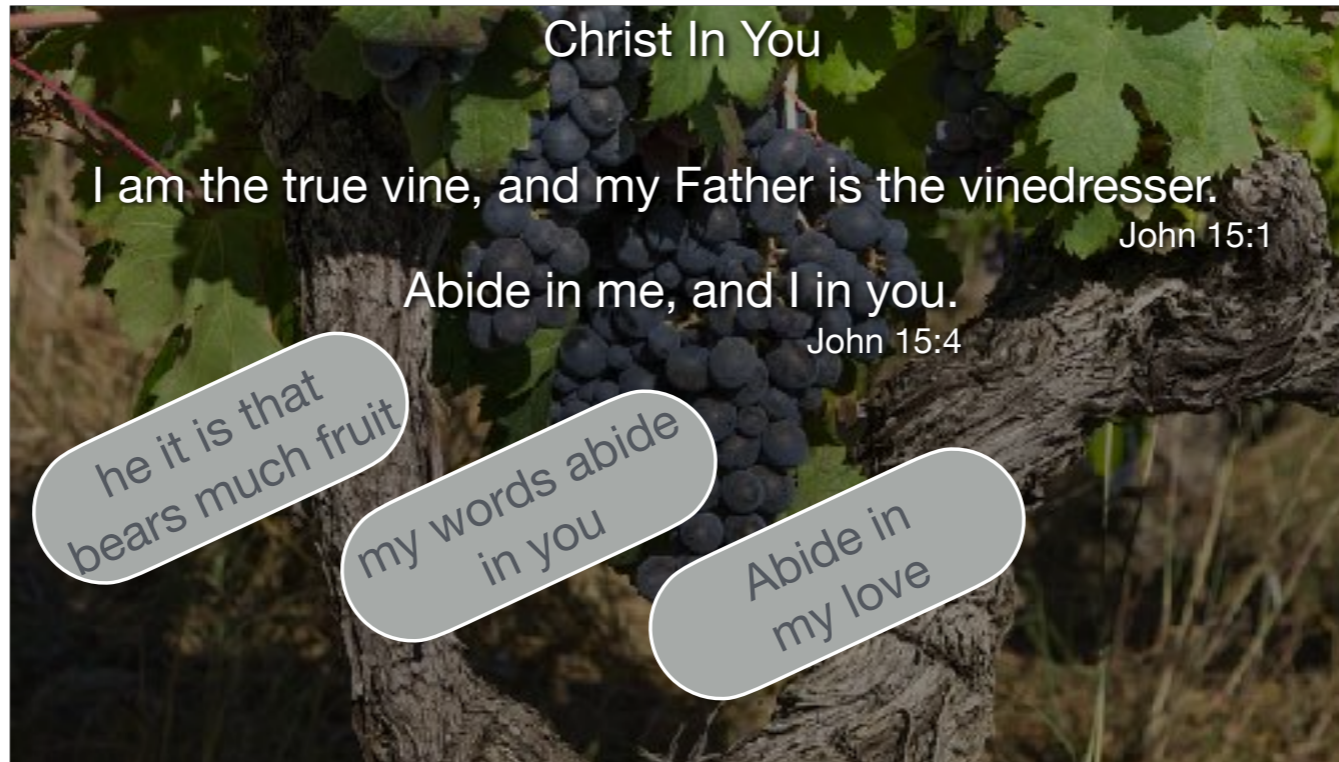 Christ In You
I am the true vine, and my Father is the vinedresser.
John 15:1
Abide in me, and I in you.
John 15:4
he it is that
bears much fruit
my words abide
in you
Abide in
my love